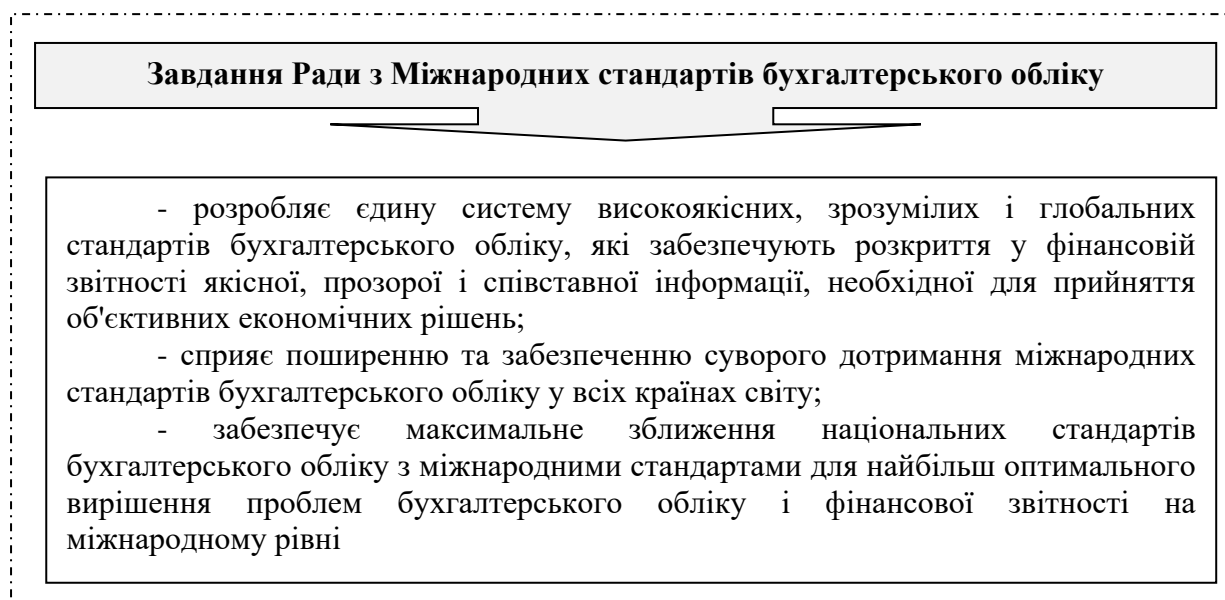 Завдання Ради з Міжнародних стандартів бухгалтерського обліку
- розробляє єдину систему високоякісних, зрозумілих і глобальних
стандартів бухгалтерського обліку, які забезпечують розкриття у фінансовій
звітності якісної, прозорої і співставної інформації, необхідної для прийняття
об'єктивних економічних рішень;
- сприяє поширенню та забезпеченню суворого дотримання міжнародних
стандартів бухгалтерського обліку у всіх країнах світу;
- забезпечує максимальне зближення національних стандартів
бухгалтерського обліку з міжнародними стандартами для найбільш оптимального
вирішення проблем бухгалтерського обліку і фінансової звітності на
міжнародному рівні